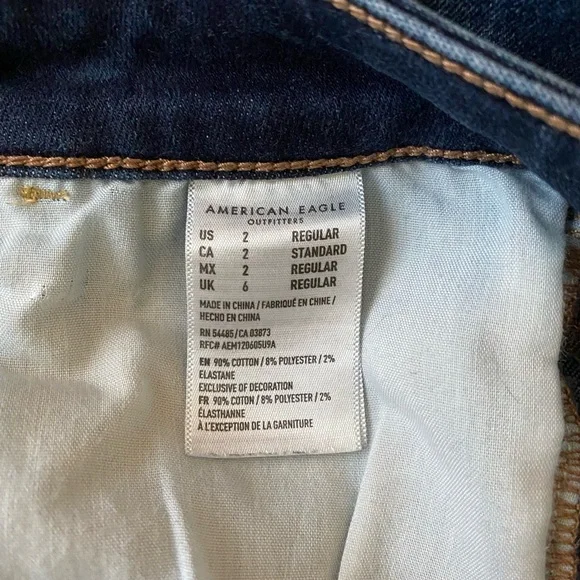 AMERICAN EAGLE
OUTFITTERS
US 2 REGULAR
CA 2 STANDARD
MX 2 REGULAR
UK 6 REGULAR
MADE IN CHINA / FABRIQUÉ EN CHINE /
HECHO EN CHINA
RN 54485/CA 03873
RFC# AEM120605U9A
EN 90% COTTON / 8% POLYESTER / 2%
ELASTANE
EXCLUSIVE OF DECORATION
FR 90% COTON / 8% POLYESTER / 2%
ÉLASTHANNE
À L'EXCEPTION DE LA GARNITURE